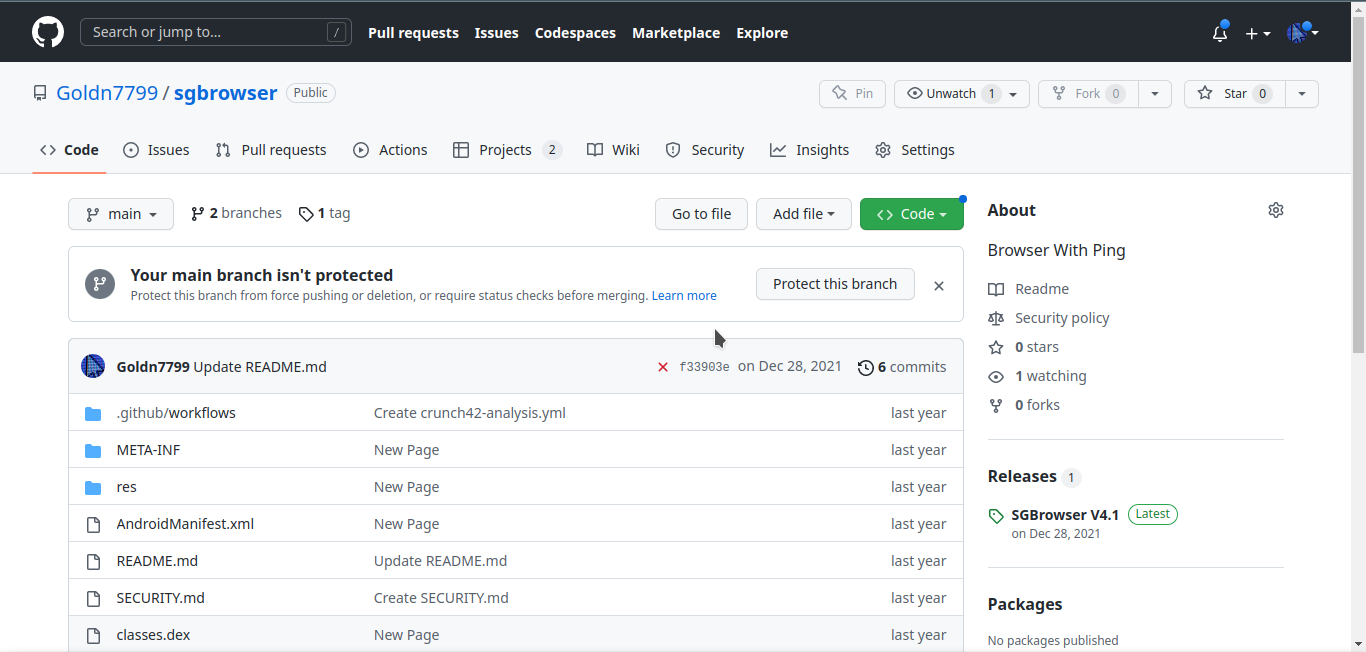 Search or jump to... /
Pull requests Issues Codespaces Marketplace Explore
Goldn7799 / sgbrowser Public
Pin Unwatch 1 Fork 0 Star 0
Code Issues Pull requests Actions Projects 2 Wiki Security Insights Settings
main 2 branches 1 tag Go to file Add file Code
Your main branch isn't protected
Protect this branch from force pushing or deletion, or require status checks before merging. Learn more
Protect this branch
Goldn7799 Update README.md f33903e on Dec 28, 2021 6 commits
.github/workflows Create crunch42-analysis.yml last year
META-INF New Page last year
res New Page last year
AndroidManifest.xml New Page last year
README.md Update README.md last year
SECURITY.md Create SECURITY.md last year
classes.dex New Page last year
About
Browser With Ping
Readme
Security policy
0 stars
1 watching
0 forks
Releases 1
SGBrowser V4.1 Latest
on Dec 28, 2021
Packages
No packages published